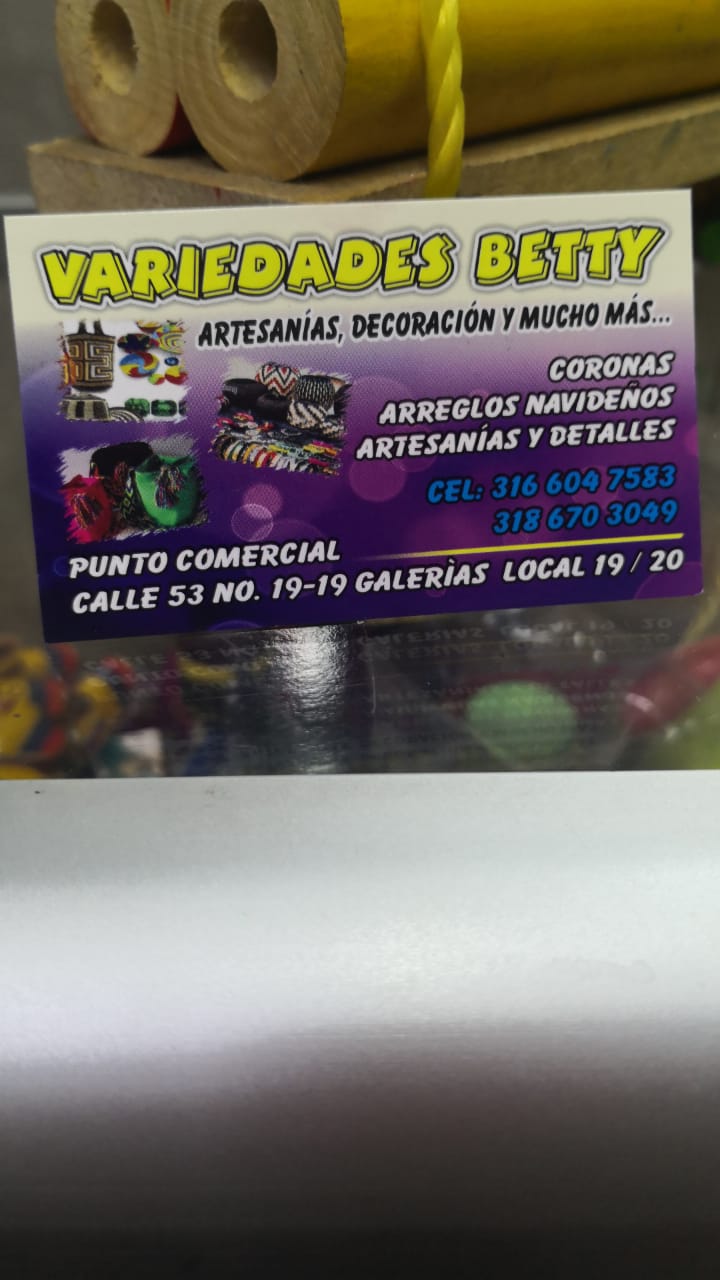 VARIEDADES BETTY
ARTESANÍAS, DECORACIÓN Y MUCHO MÁS...
CORONAS
ARREGLOS NAVIDEÑOS
ARTESANÍAS Y DETALLES
CEL: 316 604 7583
318 670 3049
PUNTO COMERCIAL
CALLE 53 NO. 19-19 GALERÌAS LOCAL 19 / 20